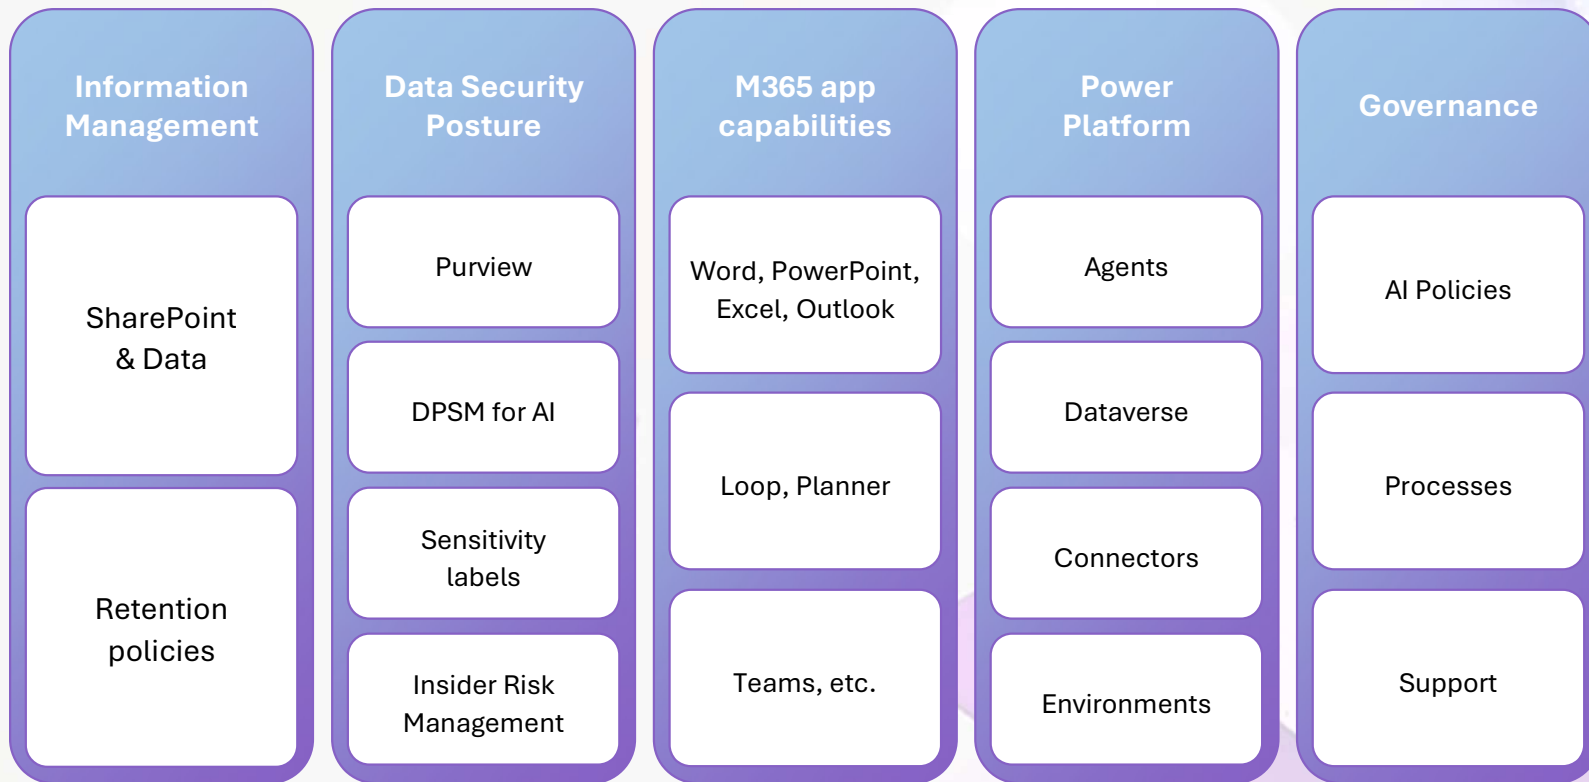 Information
Management
SharePoint
& Data
Retention
policies
Data Security
Posture
Purview
DPSM for AI
Sensitivity
labels
Insider Risk
Management
M365 app
capabilities
Word, PowerPoint,
Excel, Outlook
Loop, Planner
Teams, etc.
Power
Platform
Agents
Dataverse
Connectors
Environments
Governance
AI Policies
Processes
Support